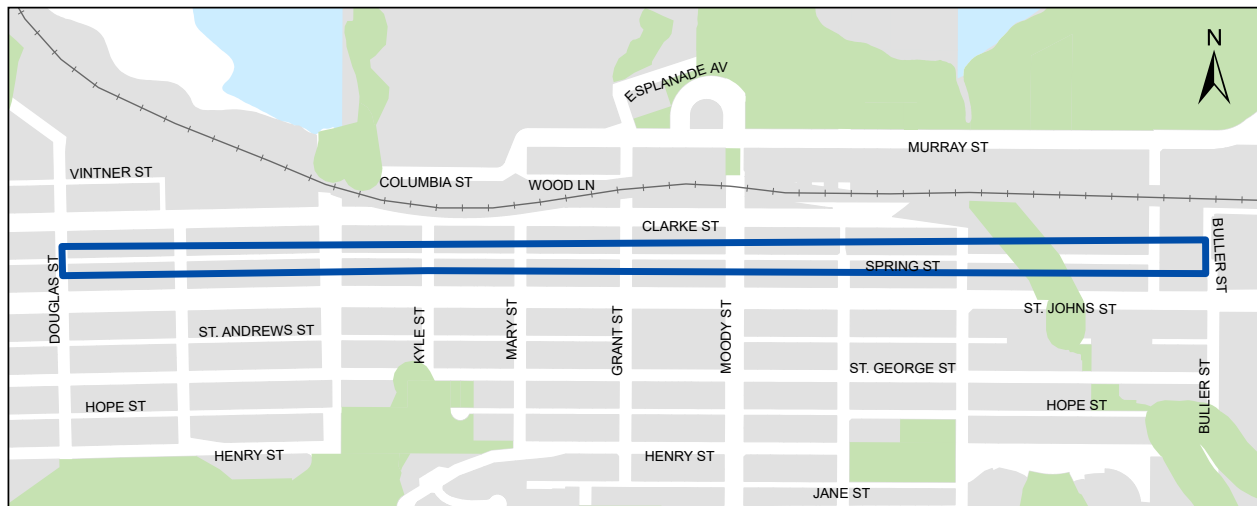 N
ESPLANADE AV
MURRAY ST
VINTNER ST
COLUMBIA ST
WOOD LN
CLARKE ST
BULLER ST
SPRING ST
DOUGLAS ST
ST. JOHNS ST
ST. ANDREWS ST
KYLE ST
MARY ST
GRANT ST
MOODY ST
ST. GEORGE ST
HOPE ST
HOPE ST
BULLER ST
HENRY ST
HENRY ST
JANE ST